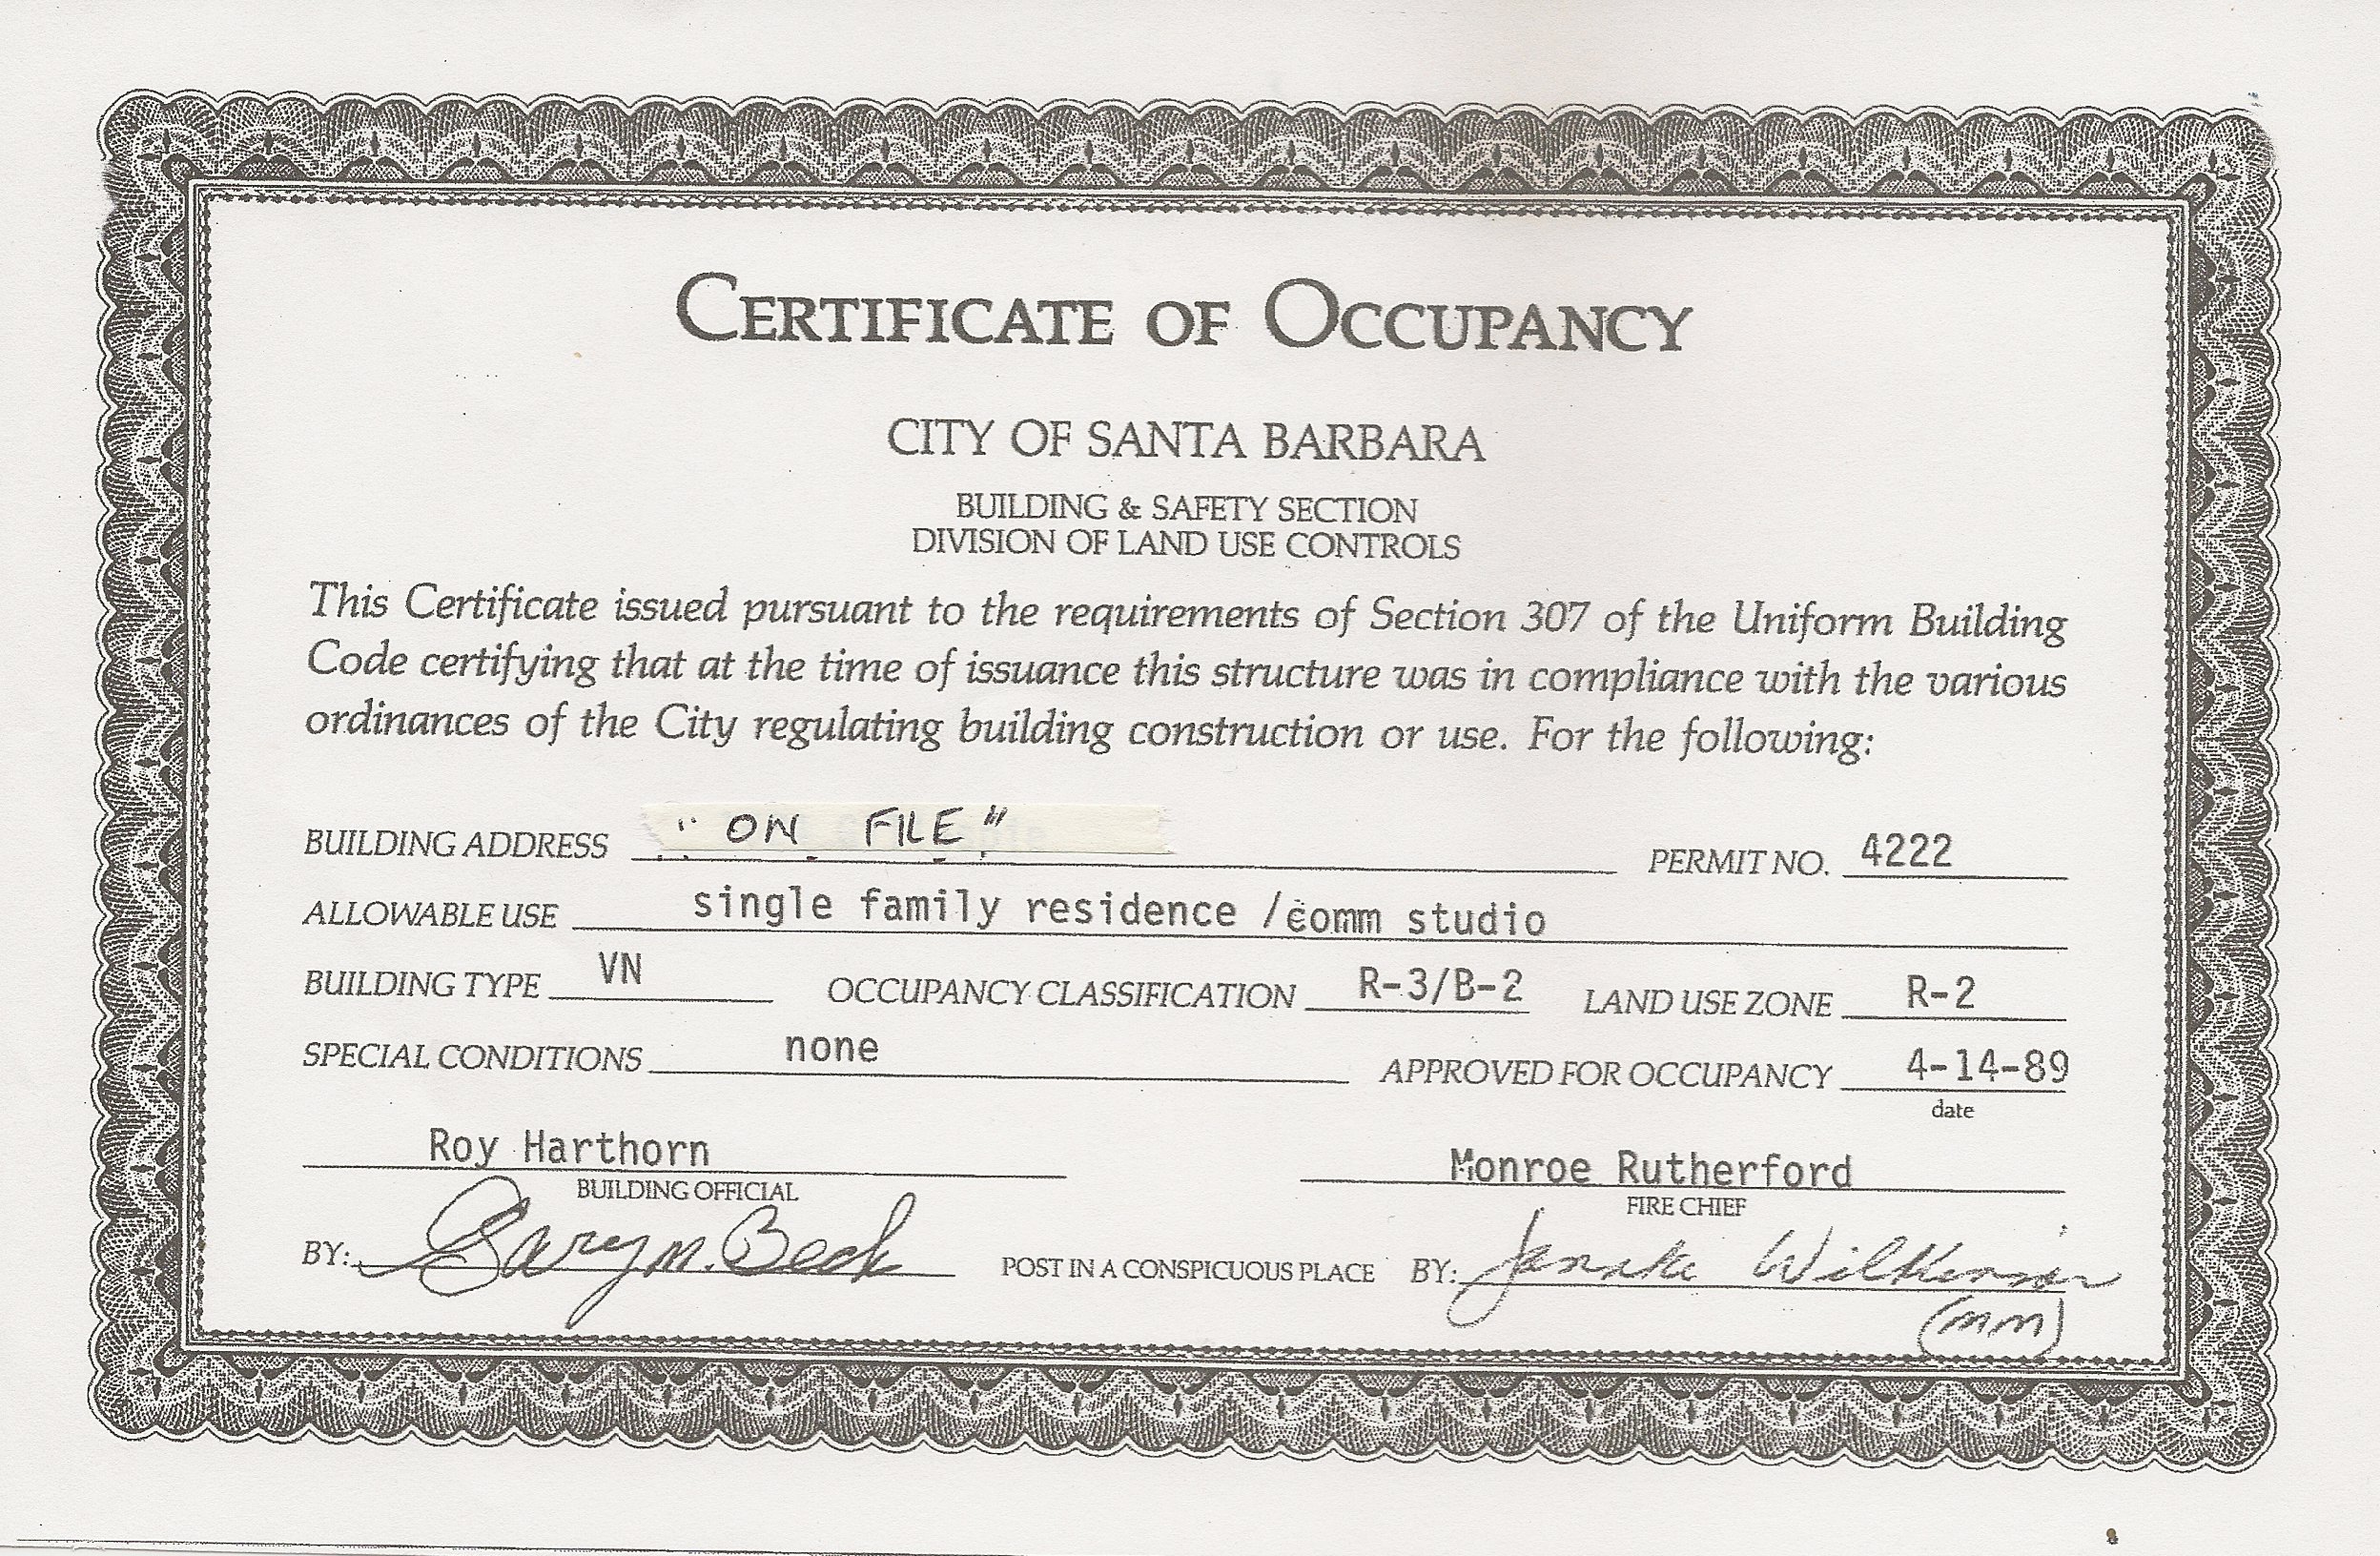 CERTIFICATE OF OCCUPANCY
CITY OF SANTA BARBARA
BUILDING & SAFETY SECTION
DIVISION OF LAND USE CONTROLS
This Certificate issued pursuant to the requirements of Section 307 of the Uniform Building
Code certifying that at the time of issuance this structure was in compliance with the various
ordinances of the City regulating building construction or use. For the following:
BUILDING ADDRESS "ON FILE" PERMIT NO. 4222
ALLOWABLE USE single family residence /comm studio
BUILDING TYPE VN OCCUPANCY CLASSIFICATION R-3/B-2 LAND USE ZONE R-2
SPECIAL CONDITIONS none APPROVED FOR OCCUPANCY 4-14-89
date
Roy Harthorn Monroe Rutherford
BUILDING OFFICIAL FIRE CHIEF
BY: Gary M. Beck POST IN A CONSPICUOUS PLACE BY:
(mm)